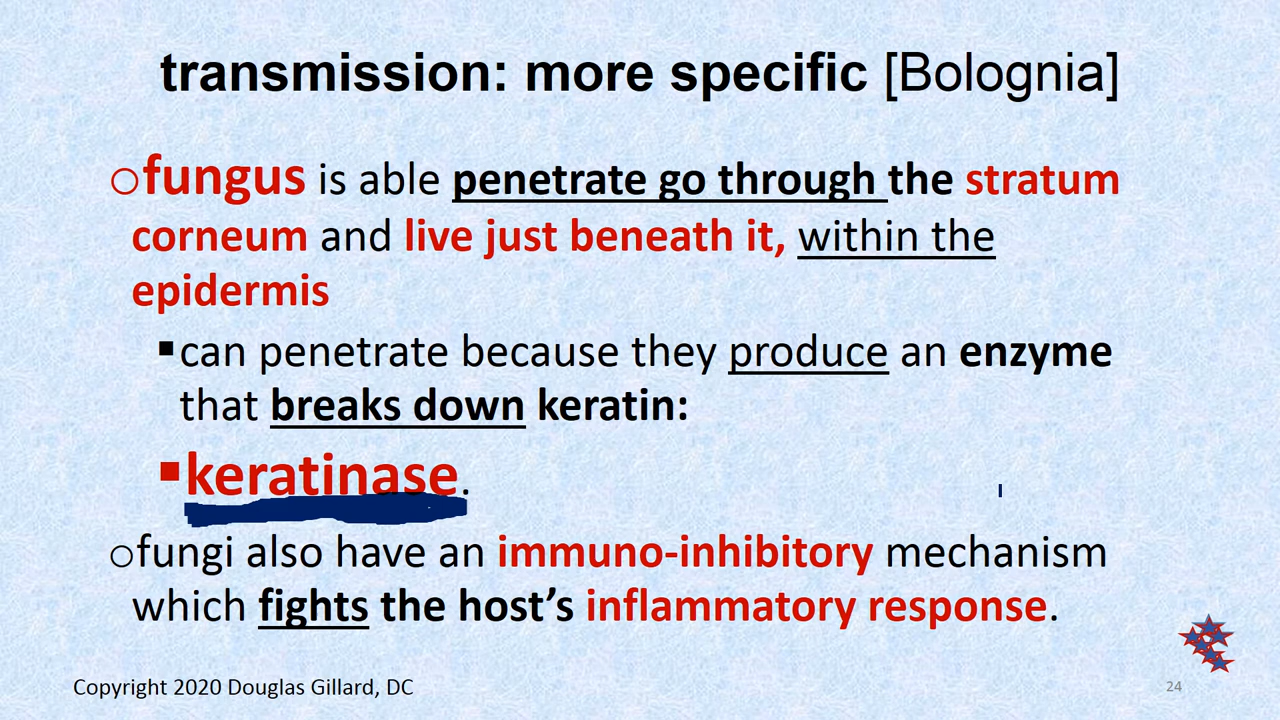 transmission: more specific [Bolognia]
○fungus is able penetrate go through the stratum
corneum and live just beneath it, within the
epidermis
▪can penetrate because they produce an enzyme
that breaks down keratin:
▪keratinase.
○fungi also have an immuno-inhibitory mechanism
which fights the host’s inflammatory response.
Copyright 2020 Douglas Gillard, DC
24